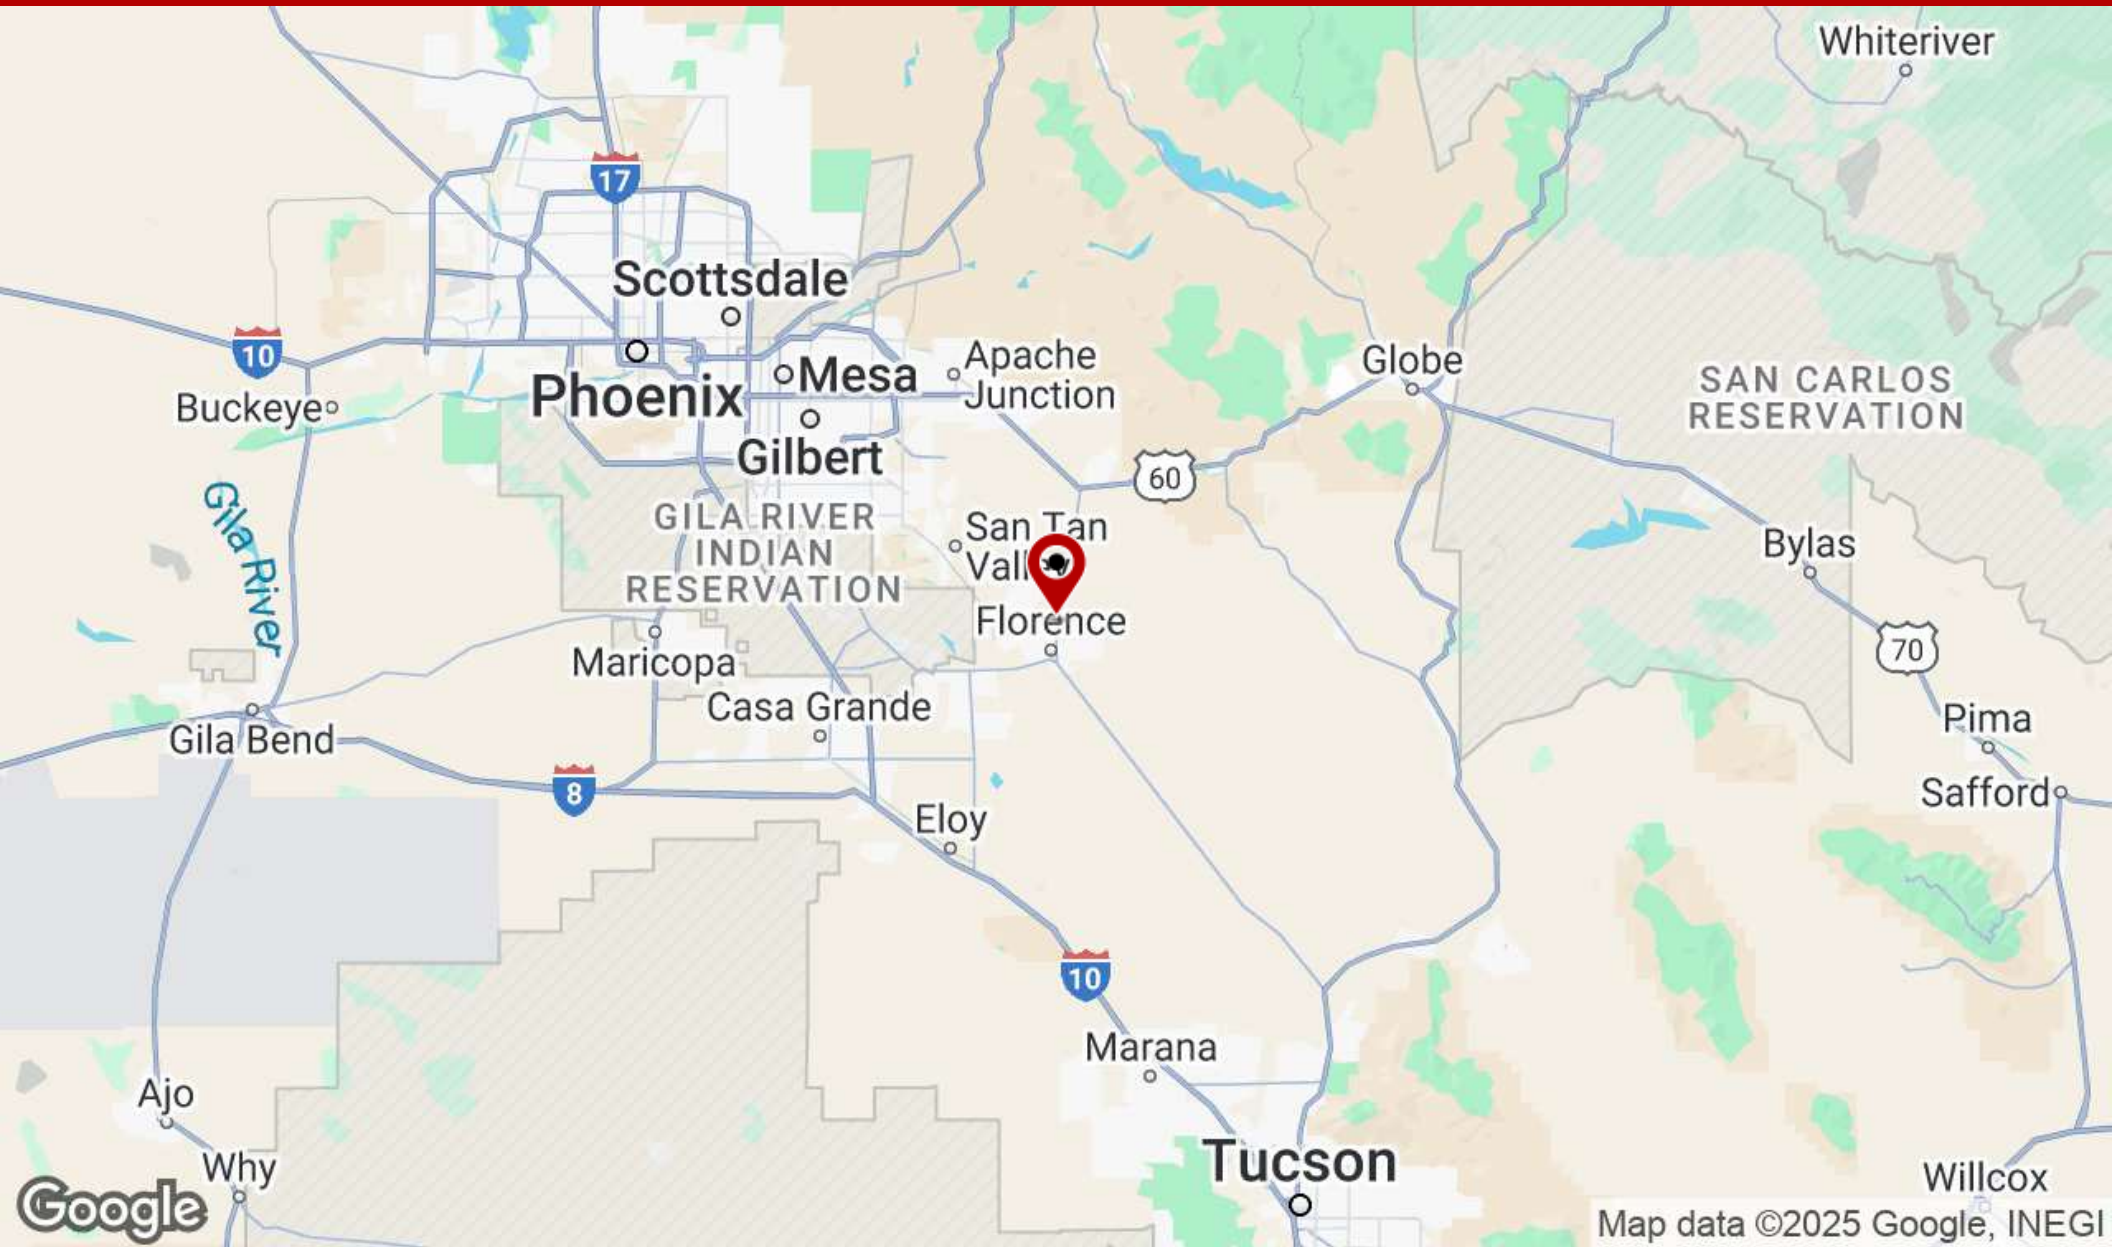 Whiteriver
17
Scottsdale
10
Phoenix
Mesa
Apache
Junction
Globe
SAN CARLOS
RESERVATION
Buckeye
Gilbert
60
Gila River
GILA RIVER
INDIAN
RESERVATION
San Tan
Vall
Bylas
Florence
70
Maricopa
Casa Grande
Gila Bend
Pima
8
Safford
Eloy
10
Marana
Ajo
Tucson
Why
Willcox
Google
Map data ©2025 Google, INEGI